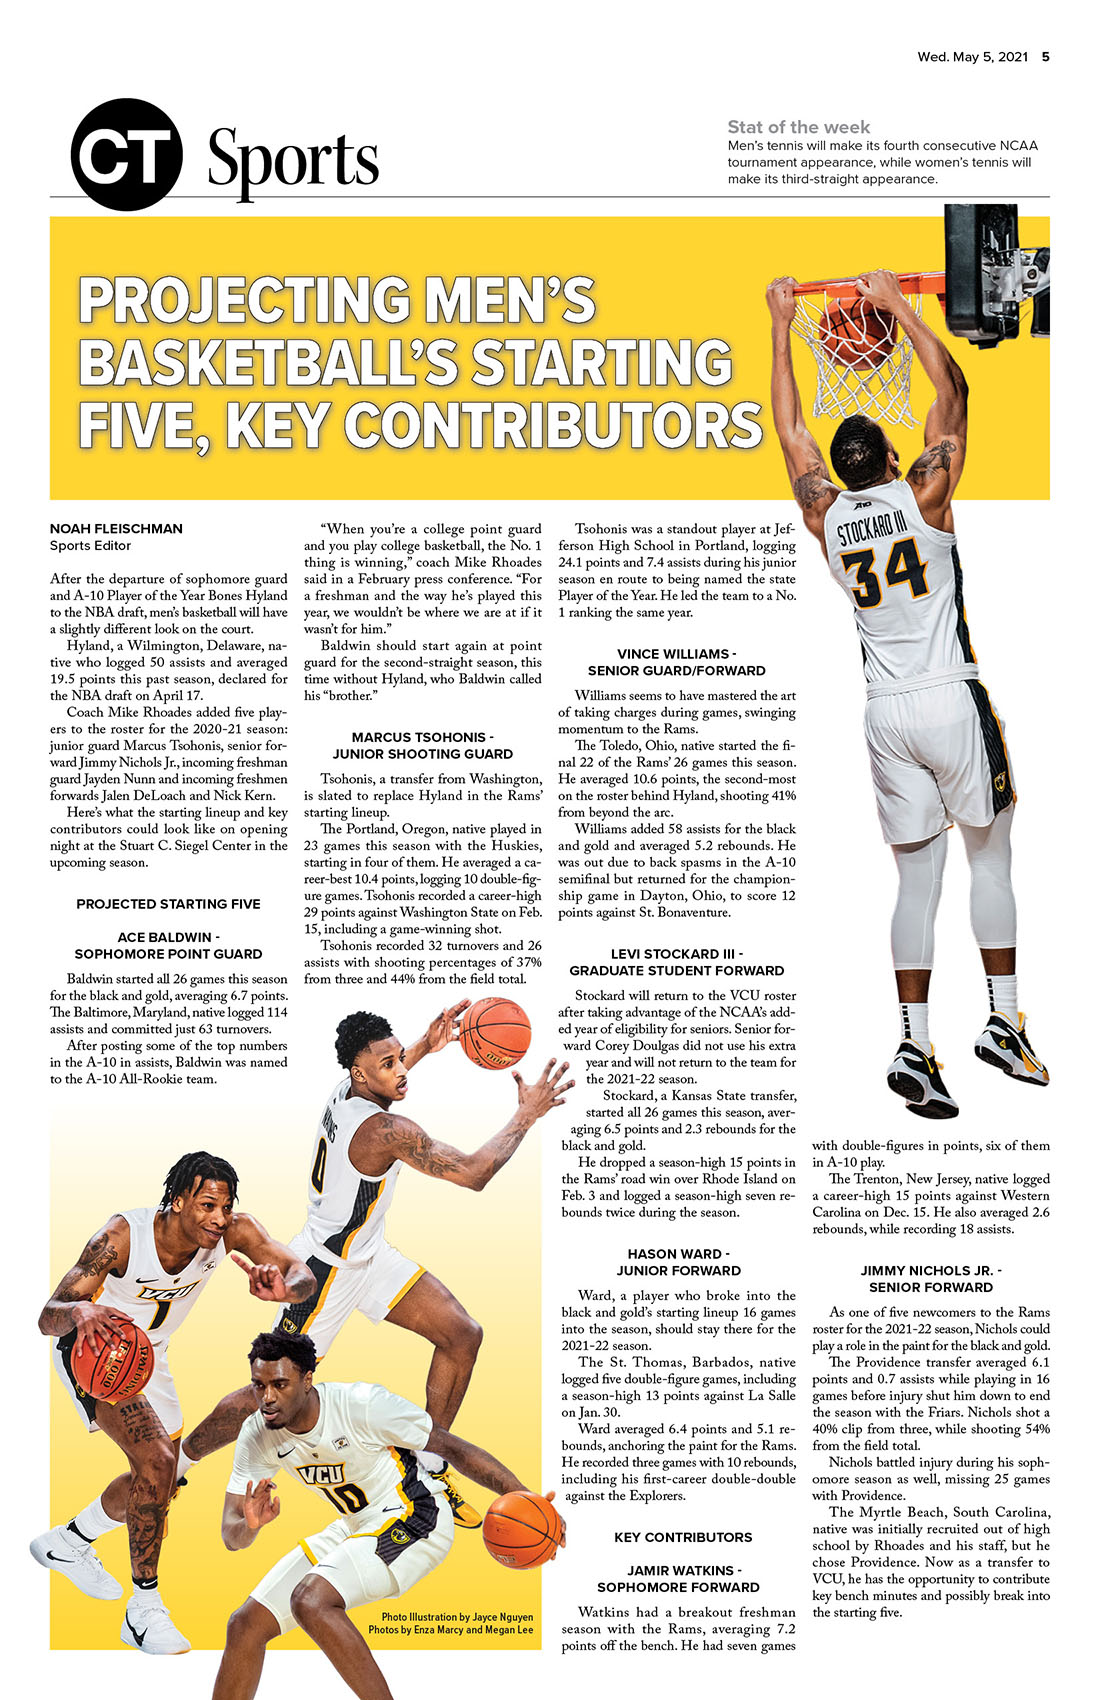 Wed. May 5, 2021 5
CT Sports
Stat of the week
Men's tennis will make its fourth consecutive NCAA
tournament appearance, while women's tennis will
make its third-straight appearance.
PROJECTING MEN'S
BASKETBALL'S STARTING
FIVE, KEY CONTRIBUTORS
NOAH FLEISCHMAN
Sports Editor
After the departure of sophomore guard
and A-10 Player of the Year Bones Hyland
to the NBA draft, men's basketball will have
a slightly different look on the court.
Hyland, a Wilmington, Delaware, na-
tive who logged 50 assists and averaged
19.5 points this past season, declared for
the NBA draft on April 17.
Coach Mike Rhoades added five play-
ers to the roster for the 2020-21 season:
junior guard Marcus Tsohonis, senior for-
ward Jimmy Nichols Jr., incoming freshman
guard Jayden Nunn and incoming freshmen
forwards Jalen DeLoach and Nick Kern.
Here's what the starting lineup and key
contributors could look like on opening
night at the Stuart C. Siegel Center in the
upcoming season.
PROJECTED STARTING FIVE
ACE BALDWIN -
SOPHOMORE POINT GUARD
Baldwin started all 26 games this season
for the black and gold, averaging 6.7 points.
The Baltimore, Maryland, native logged 114
assists and committed just 63 turnovers.
After posting some of the top numbers
in the A-10 in assists, Baldwin was named
to the A-10 All-Rookie team.
"When you're a college point guard
and you play college basketball, the No. 1
thing is winning," coach Mike Rhoades
said in a February press conference. "For
a freshman and the way he's played this
year, we wouldn't be where we are at if it
wasn't for him."
Baldwin should start again at point
guard for the second-straight season, this
time without Hyland, who Baldwin called
his "brother."
MARCUS TSOHONIS -
JUNIOR SHOOTING GUARD
Tsohonis, a transfer from Washington,
is slated to replace Hyland in the Rams'
starting lineup.
The Portland, Oregon, native played in
23 games this season with the Huskies,
starting in four of them. He averaged a ca-
reer-best 10.4 points, logging 10 double-fig-
ure games. Tsohonis recorded a career-high
29 points against Washington State on Feb.
15, including a game-winning shot.
Tsohonis recorded 32 turnovers and 26
assists with shooting percentages of 37%
from three and 44% from the field total.
Tsohonis was a standout player at Jef-
ferson High School in Portland, logging
24.1 points and 7.4 assists during his junior
season en route to being named the state
Player of the Year. He led the team to a No.
1 ranking the same year.
VINCE WILLIAMS -
SENIOR GUARD/FORWARD
Williams seems to have mastered the art
of taking charges during games, swinging
momentum to the Rams.
The Toledo, Ohio, native started the fi-
nal 22 of the Rams' 26 games this season.
He averaged 10.6 points, the second-most
on the roster behind Hyland, shooting 41%
from beyond the arc.
Williams added 58 assists for the black
and gold and averaged 5.2 rebounds. He
was out due to back spasms in the A-10
semifinal but returned for the champion-
ship game in Dayton, Ohio, to score 12
points against St. Bonaventure.
LEVI STOCKARD III -
GRADUATE STUDENT FORWARD
Stockard will return to the VCU roster
after taking advantage of the NCAA's add-
ed year of eligibility for seniors. Senior for-
ward Corey Doulgas did not use his extra
year and will not return to the team for
the 2021-22 season.
Stockard, a Kansas State transfer,
started all 26 games this season, aver-
aging 6.5 points and 2.3 rebounds for the
black and gold.
He dropped a season-high 15 points in
the Rams' road win over Rhode Island on
Feb. 3 and logged a season-high seven re-
bounds twice during the season.
HASON WARD -
JUNIOR FORWARD
Ward, a player who broke into the
black and gold's starting lineup 16 games
into the season, should stay there for the
2021-22 season.
The St. Thomas, Barbados, native
logged five double-figure games, including
a season-high 13 points against La Salle
on Jan. 30.
Ward averaged 6.4 points and 5.1 re-
bounds, anchoring the paint for the Rams.
He recorded three games with 10 rebounds,
including his first-career double-double
against the Explorers.
KEY CONTRIBUTORS
JAMIR WATKINS -
SOPHOMORE FORWARD
Watkins had a breakout freshman
season with the Rams, averaging 7.2
points off the bench. He had seven games
with double-figures in points, six of them
in A-10 play.
The Trenton, New Jersey, native logged
a career-high 15 points against Western
Carolina on Dec. 15. He also averaged 2.6
rebounds, while recording 18 assists.
JIMMY NICHOLS JR. -
SENIOR FORWARD
As one of five newcomers to the Rams
roster for the 2021-22 season, Nichols could
play a role in the paint for the black and gold.
The Providence transfer averaged 6.1
points and 0.7 assists while playing in 16
games before injury shut him down to end
the season with the Friars. Nichols shot a
40% clip from three, while shooting 54%
from the field total.
Nichols battled injury during his soph-
omore season as well, missing 25 games
with Providence.
The Myrtle Beach, South Carolina,
native was initially recruited out of high
school by Rhoades and his staff, but he
chose Providence. Now as a transfer to
VCU, he has the opportunity to contribute
key bench minutes and possibly break into
the starting five.
A10
STOCKARD III
34
0
VCU
1
VCU
10
SPALDING
TF-1000
Photo Illustration by Jayce Nguyen
Photos by Enza Marcy and Megan Lee